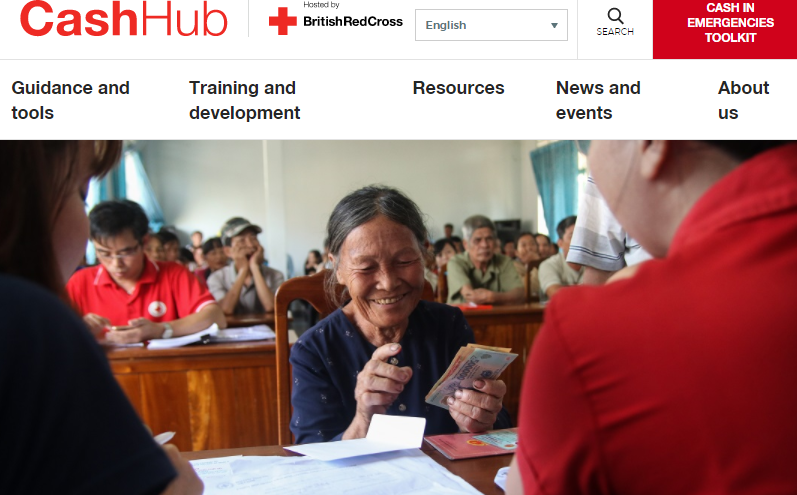 CashHub
Hosted by
BritishRedCross
English
SEARCH
CASH IN
EMERGENCIES
TOOLKIT
Guidance and
tools
Training and
development
Resources
News and
events
About
us